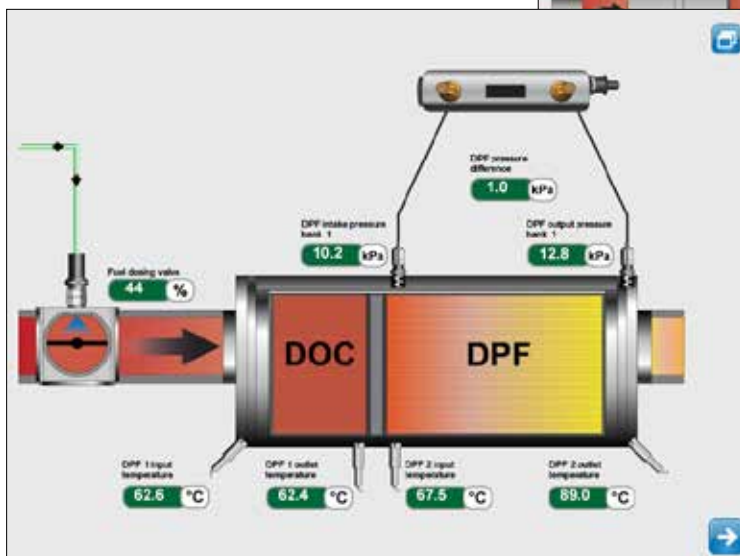 DPF pressure
difference
1.0 kPa
DPF intake pressure
bank 1
10.2 kPa
DPF output pressure
bank 1
12.8 kPa
Fuel dosing valve
44 %
DOC
DPF
DPF 1 input
temperature
62.6 °C
DPF 1 outlet
temperature
62.4 °C
DPF 2 input
temperature
67.5 °C
DPF 2 outlet
temperature
89.0 °C